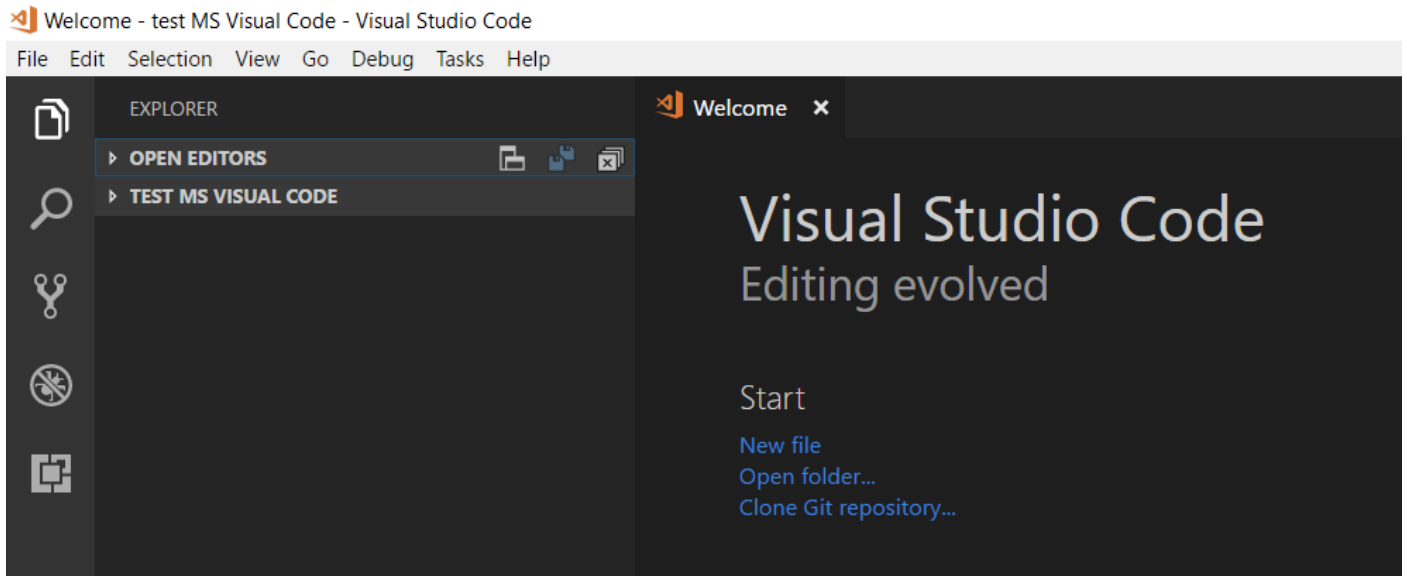 Welcome - test MS Visual Code - Visual Studio Code
File Edit Selection View Go Debug Tasks Help
EXPLORER
OPEN EDITORS
TEST MS VISUAL CODE
Welcome
Visual Studio Code
Editing evolved
Start
New file
Open folder...
Clone Git repository...